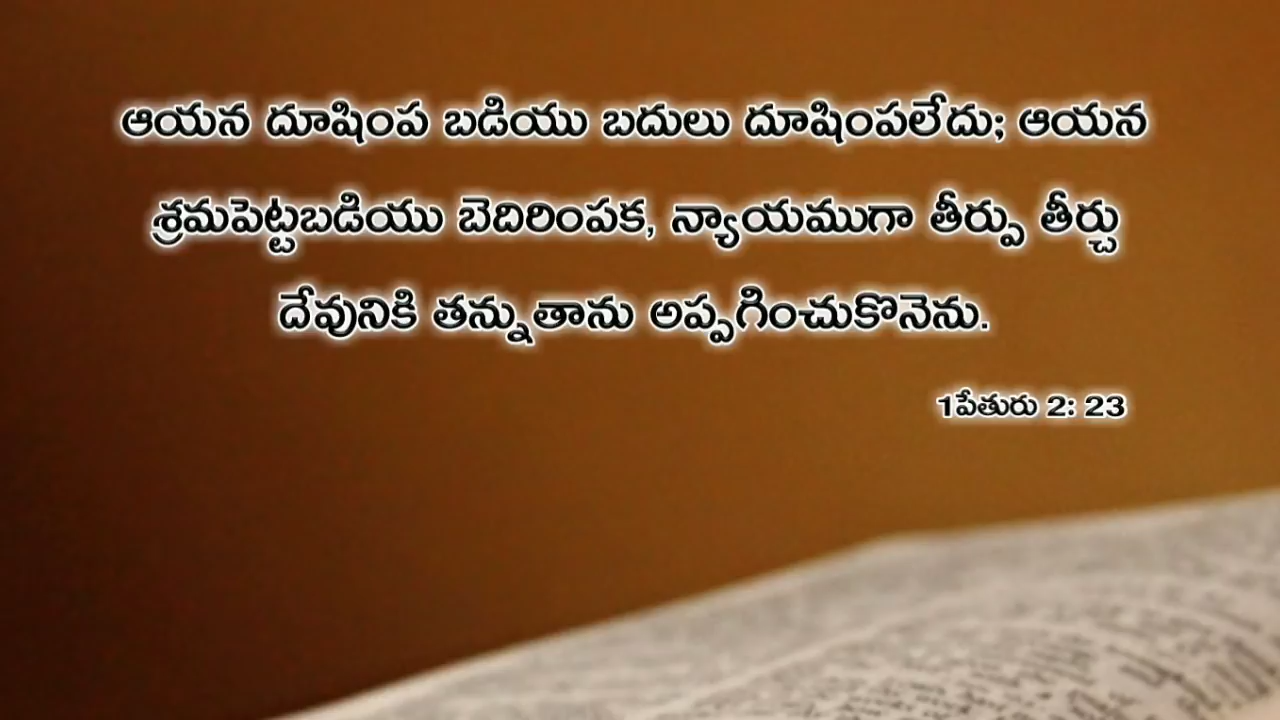 ఆయన దూషింప బడియు బదులు దూషింపలేదు; ఆయన
శ్రమపెట్టబడియు బెదిరింపక, న్యాయముగా తీర్పు తీర్చు
దేవునికి తన్నుతాను అప్పగించుకొనెను.
1పేతురు 2: 23